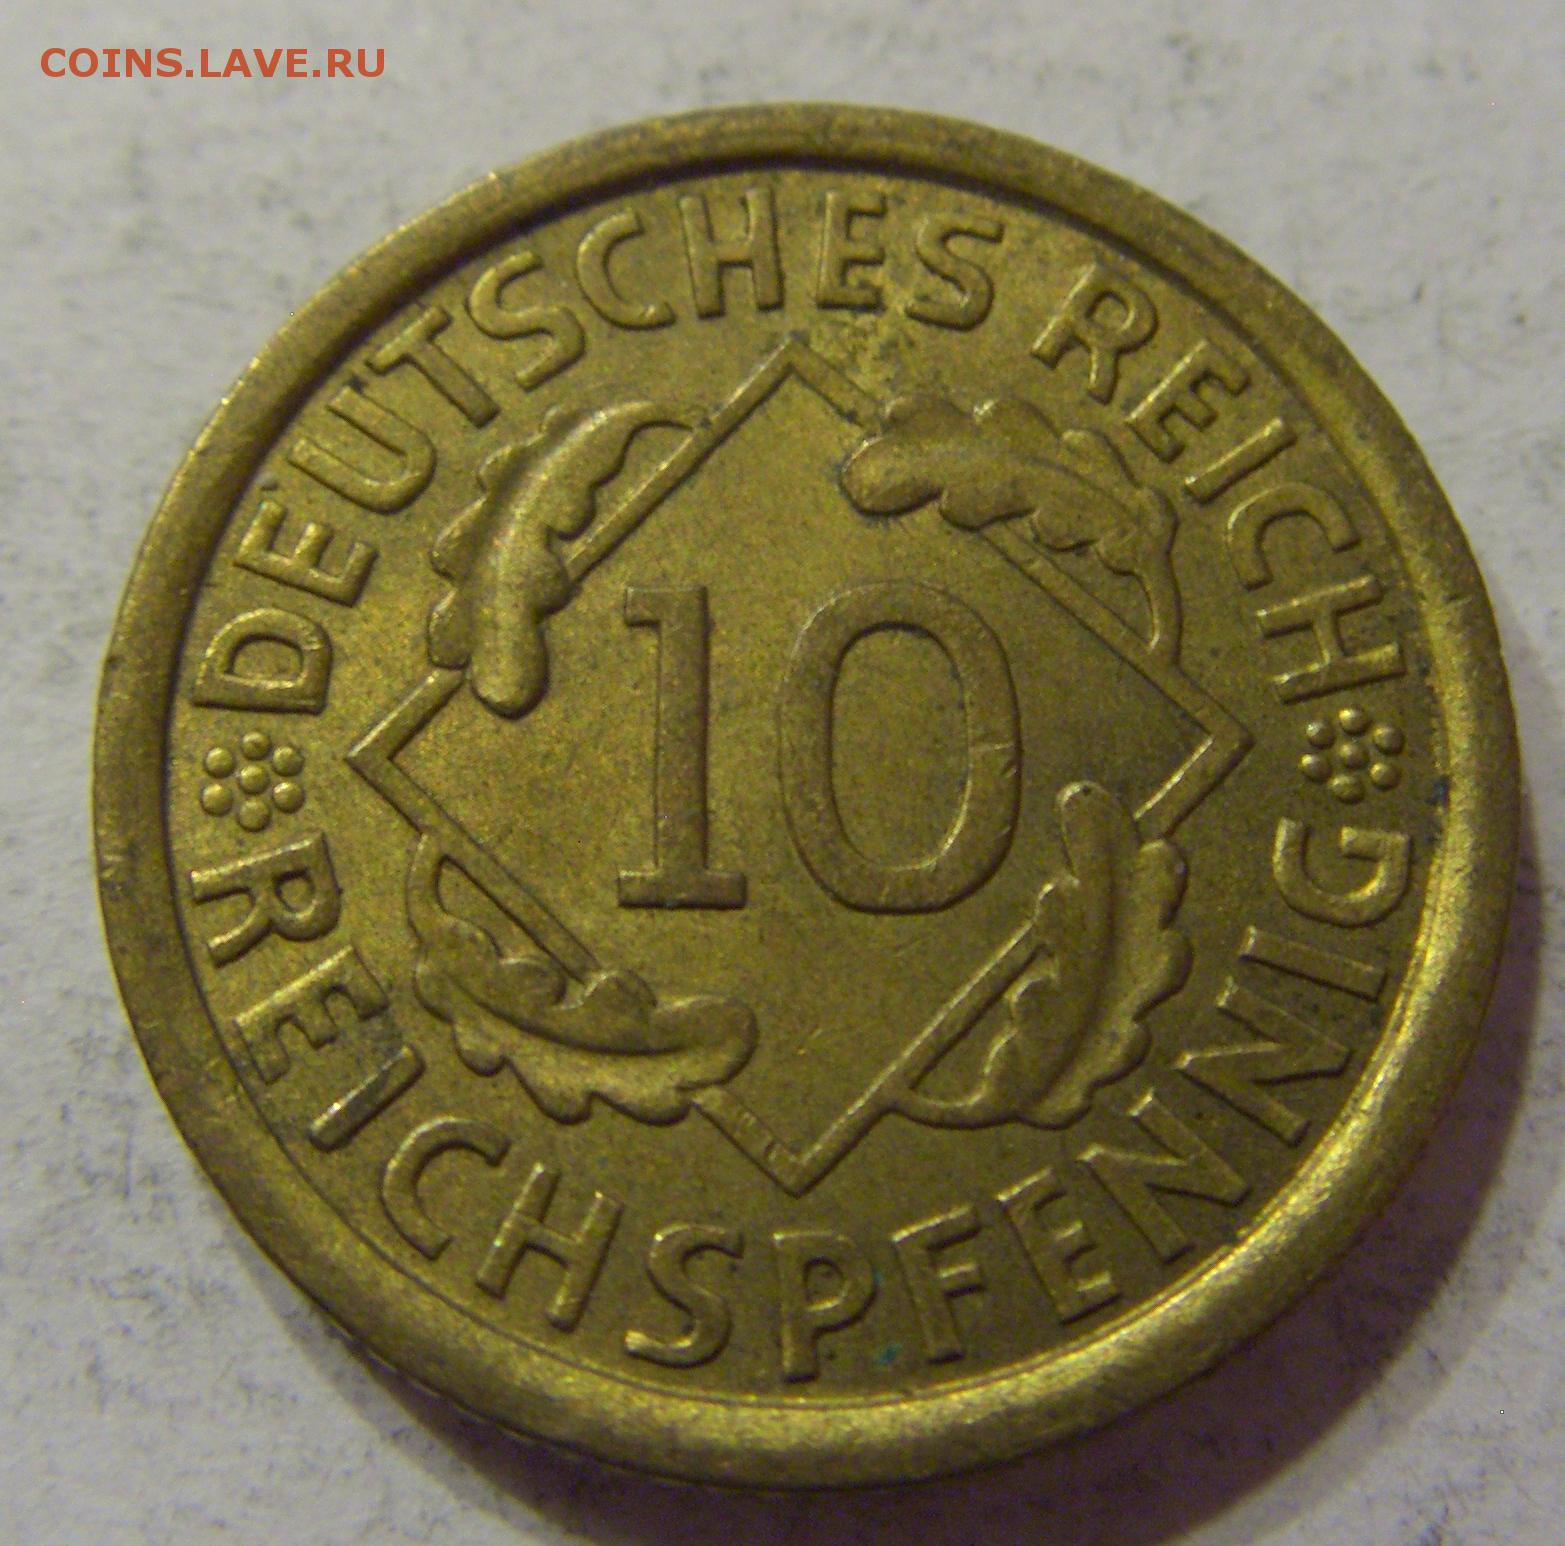 COINS.LAVE.RU
DEUTSCHES REICH
10
REICHSPFENNIG